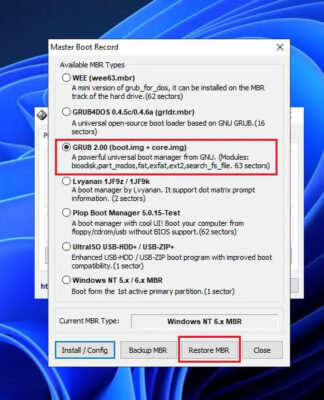 Master Boot Record
Available MBR Types
WEE (wee63.mbr)
A mini version of grub_for_dos, it can be installed on the MBR
track of the hard drive.(62 sectors)
GRUB4DOS 0.4.5c/0.4.6a (grldr.mbr)
A universal open-source boot loader based on GNU GRUB.(16
sectors)
GRUB 2.00 (boot.img + core.img)
A powerful universal boot manager from GNU. (Modules:
biosdisk,part_msdos,fat,exfat,ext2,search_fs_file. 63 sectors)
Lvyanan 1JF9z / 1JF9k
A boot manager by Lvyanan. It support dot matrix prompt
information. (2 sectors)
Plop Boot Manager 5.0.15-Test
A boot manager with cool UI! Boot your computer from
floppy/cdrom/usb without BIOS support.(62 sectors)
UltraISO USB-HDD+ / USB-ZIP+
Enhanced USB-HDD / USB-ZIP boot program with improved boot
compatibility.(1 sector)
Windows NT 5.x / 6.x MBR
Boot form the 1st active primary partition.(1 sector)
Current MBR Type:
Windows NT 6.x MBR
Install / Config
Backup MBR
Restore MBR
Close